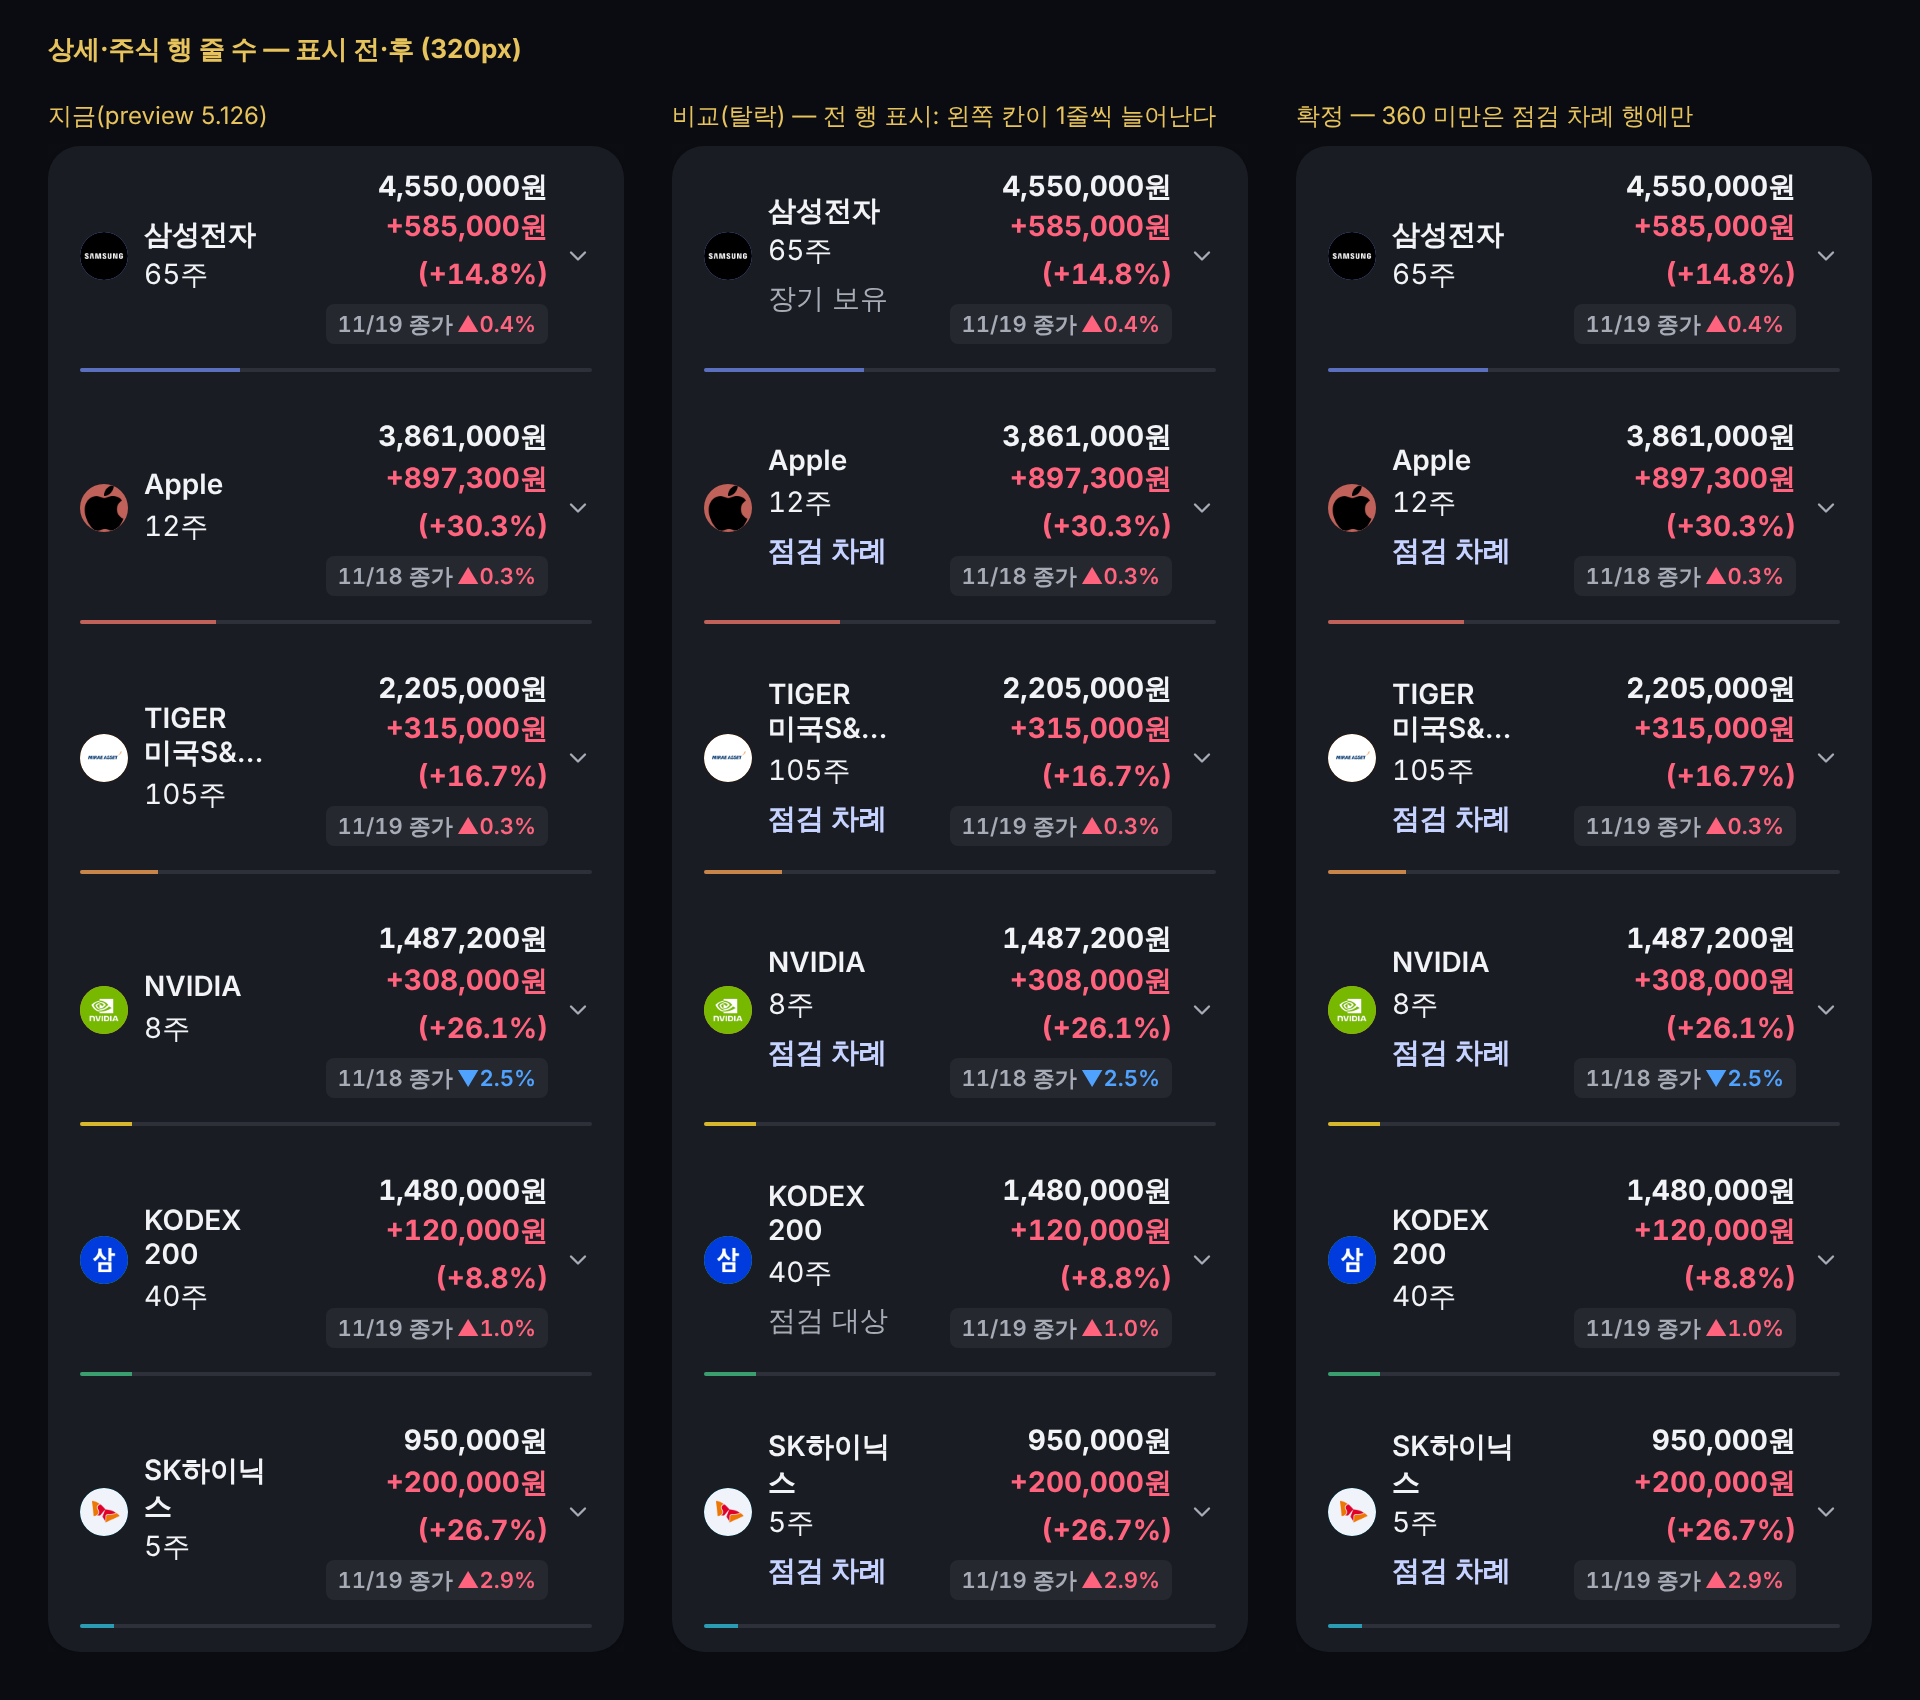 상세·주식 행 줄 수 — 표시 전·후 (320px)
지금(preview 5.126)
SAMSUNG
삼성전자
65주
4,550,000원
+585,000원
(+14.8%)
11/19 종가 ▲0.4%
Apple
12주
3,861,000원
+897,300원
(+30.3%)
11/18 종가 ▲0.3%
MIRAE ASSET
TIGER
미국S&...
105주
2,205,000원
+315,000원
(+16.7%)
11/19 종가 ▲0.3%
NVIDIA
NVIDIA
8주
1,487,200원
+308,000원
(+26.1%)
11/18 종가 ▼2.5%
삼
KODEX
200
40주
1,480,000원
+120,000원
(+8.8%)
11/19 종가 ▲1.0%
SK하이닉
스
5주
950,000원
+200,000원
(+26.7%)
11/19 종가 ▲2.9%
비교(탈락) — 전 행 표시: 왼쪽 칸이 1줄씩 늘어난다
SAMSUNG
삼성전자
65주
장기 보유
4,550,000원
+585,000원
(+14.8%)
11/19 종가 ▲0.4%
Apple
12주
점검 차례
3,861,000원
+897,300원
(+30.3%)
11/18 종가 ▲0.3%
MIRAE ASSET
TIGER
미국S&...
105주
점검 차례
2,205,000원
+315,000원
(+16.7%)
11/19 종가 ▲0.3%
NVIDIA
NVIDIA
8주
점검 차례
1,487,200원
+308,000원
(+26.1%)
11/18 종가 ▼2.5%
삼
KODEX
200
40주
점검 대상
1,480,000원
+120,000원
(+8.8%)
11/19 종가 ▲1.0%
SK하이닉
스
5주
점검 차례
950,000원
+200,000원
(+26.7%)
11/19 종가 ▲2.9%
확정 — 360 미만은 점검 차례 행에만
SAMSUNG
삼성전자
65주
4,550,000원
+585,000원
(+14.8%)
11/19 종가 ▲0.4%
Apple
12주
점검 차례
3,861,000원
+897,300원
(+30.3%)
11/18 종가 ▲0.3%
MIRAE ASSET
TIGER
미국S&...
105주
점검 차례
2,205,000원
+315,000원
(+16.7%)
11/19 종가 ▲0.3%
NVIDIA
NVIDIA
8주
점검 차례
1,487,200원
+308,000원
(+26.1%)
11/18 종가 ▼2.5%
삼
KODEX
200
40주
1,480,000원
+120,000원
(+8.8%)
11/19 종가 ▲1.0%
SK하이닉
스
5주
점검 차례
950,000원
+200,000원
(+26.7%)
11/19 종가 ▲2.9%